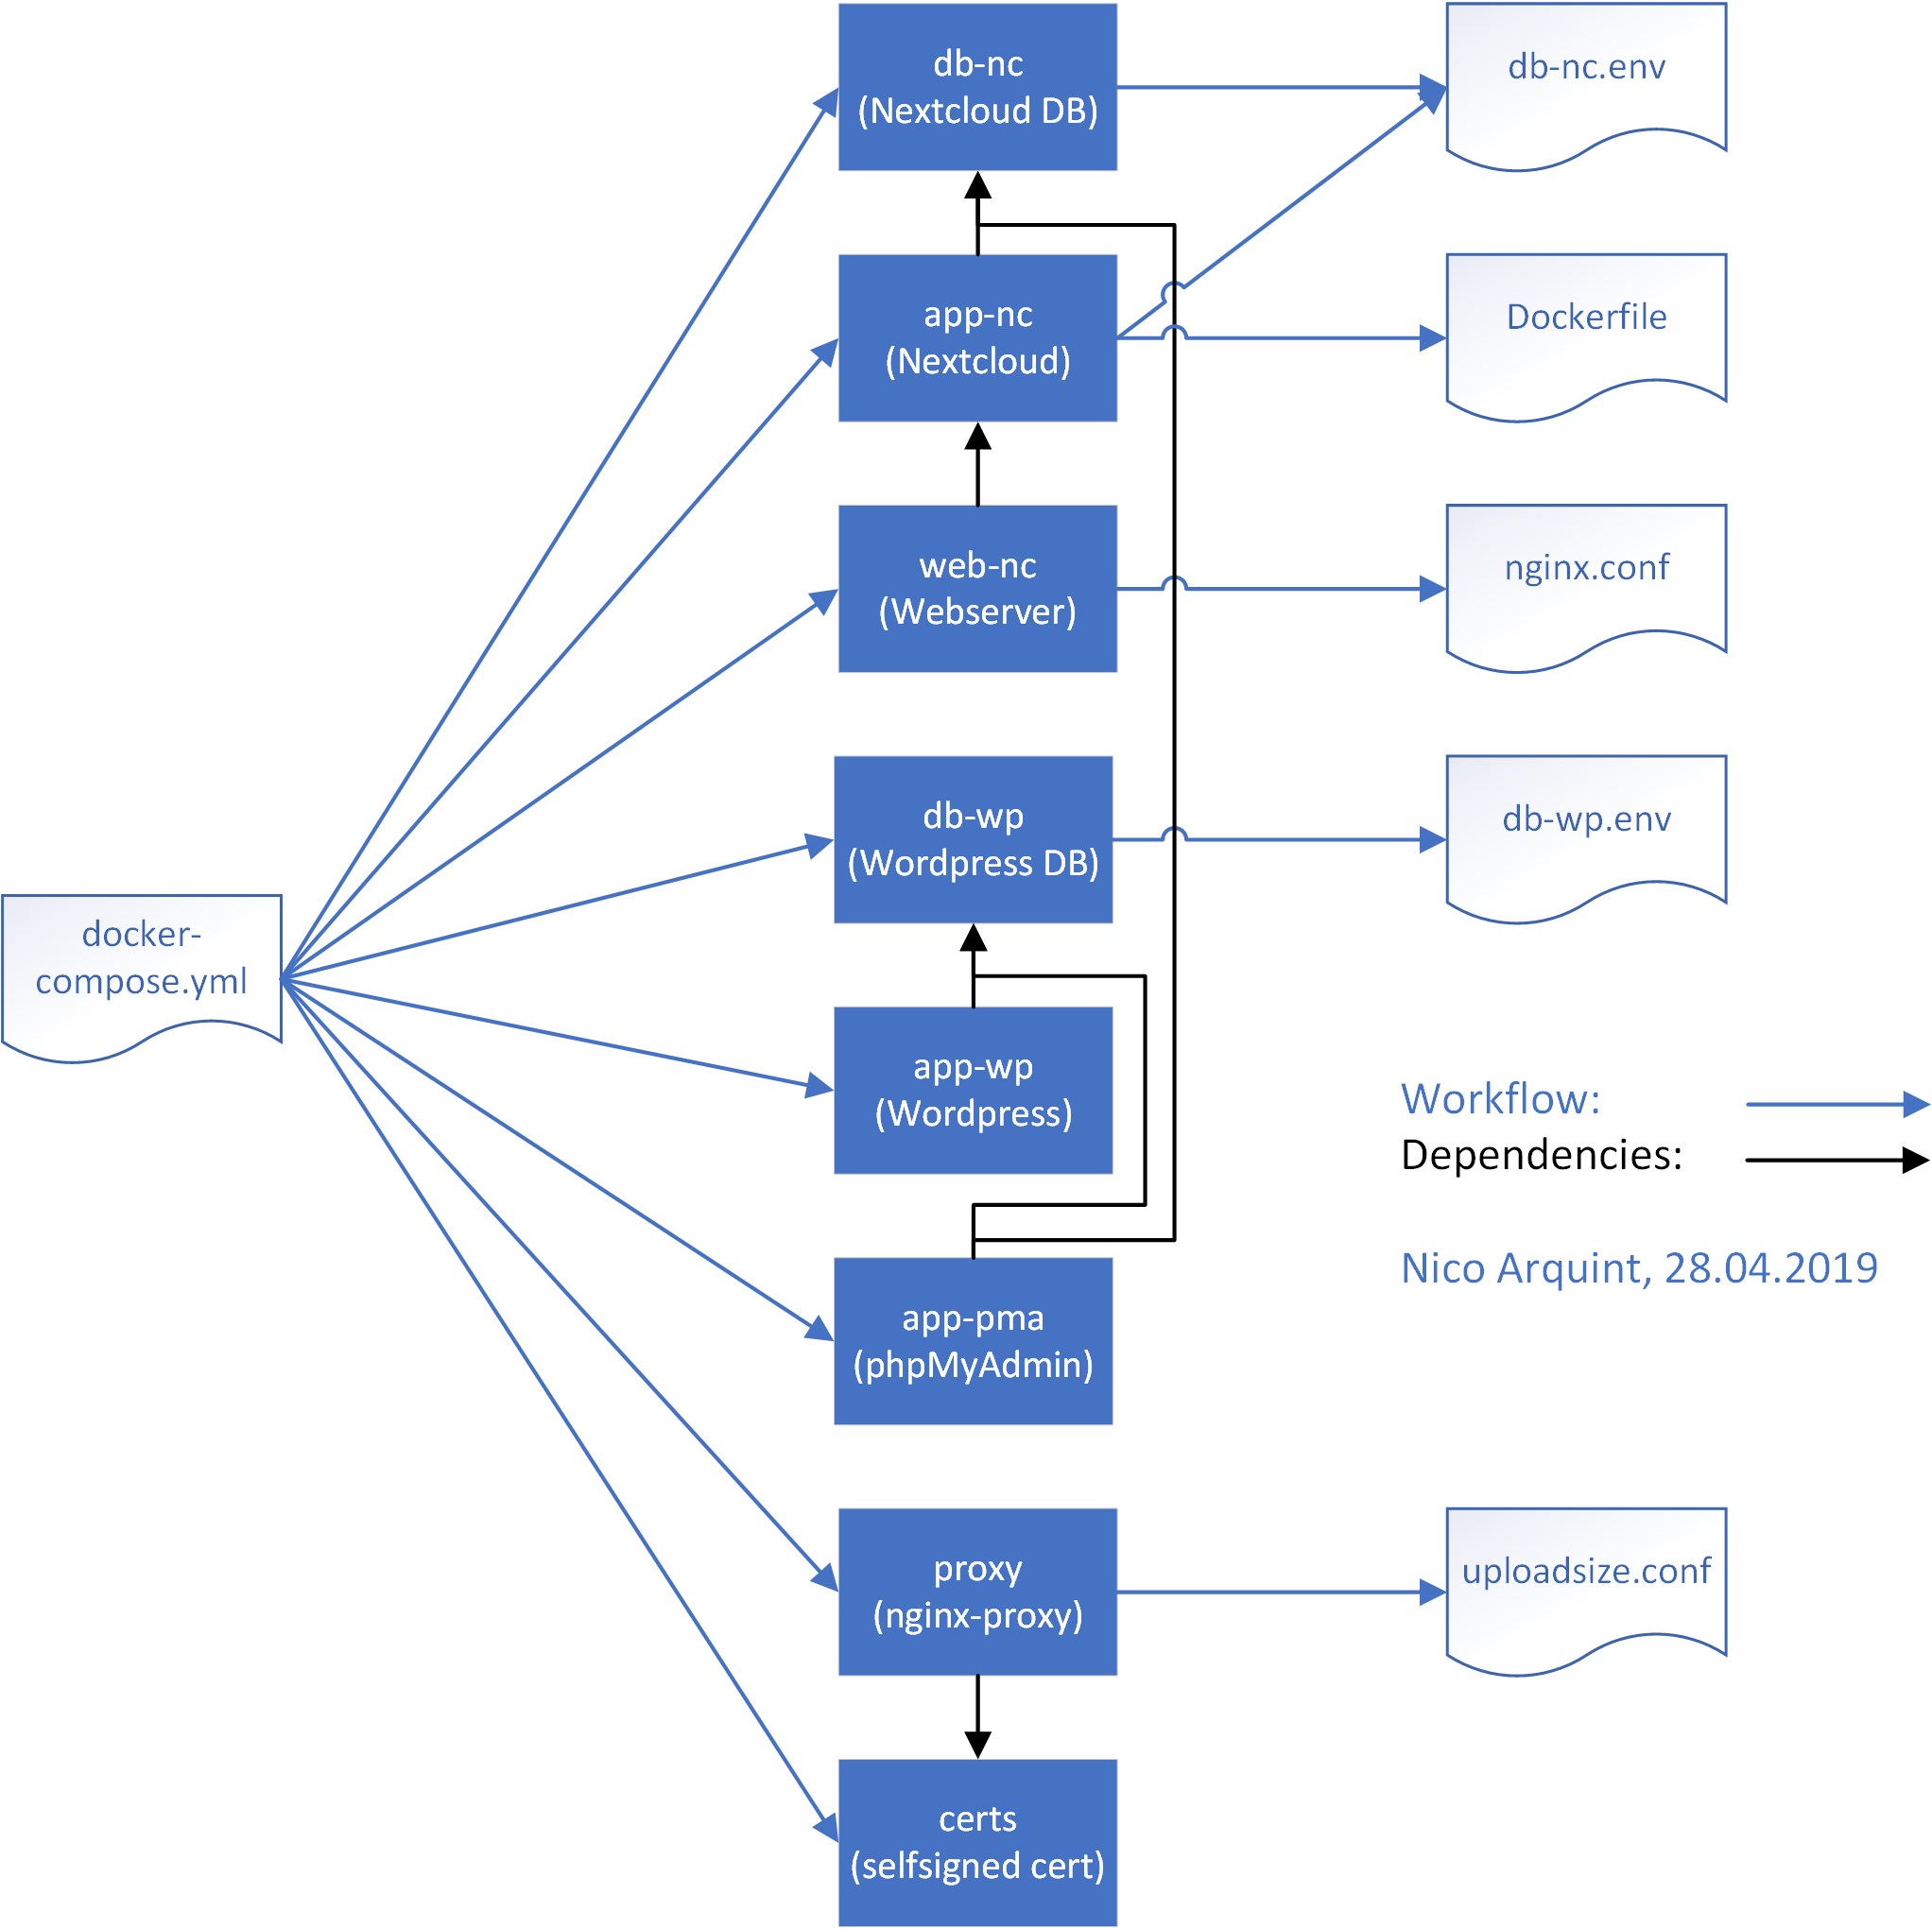 db-nc
(Nextcloud DB)
db-nc.env
app-nc
(Nextcloud)
Dockerfile
web-nc
(Webserver)
nginx.conf
db-wp
(Wordpress DB)
db-wp.env
docker-
compose.yml
app-wp
(Wordpress)
Workflow:
Dependencies:
Nico Arquint, 28.04.2019
app-pma
(phpMyAdmin)
proxy
(nginx-proxy)
uploadsize.conf
certs
(selfsigned cert)